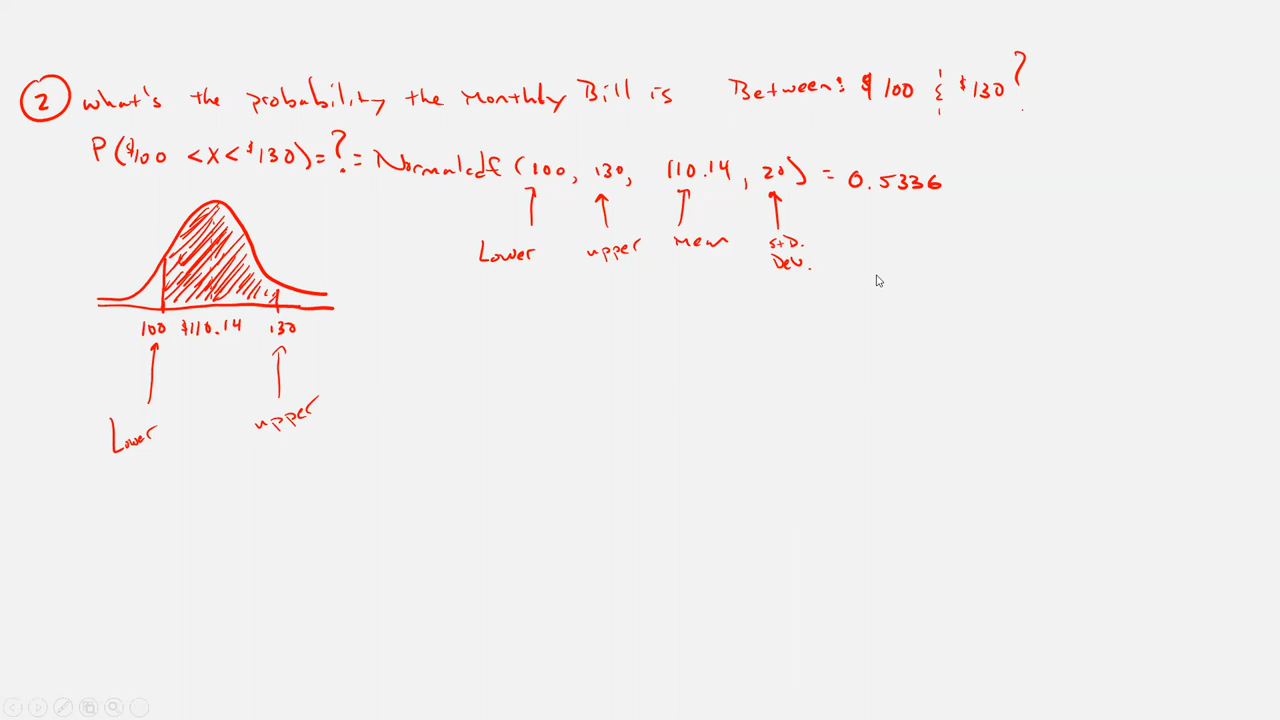 2 What's the probability the Monthly Bill is Between: $100 & $130?
P($100 < X < $130) = ? = Normalcdf (100, 130, 110.14, 20) = 0.5336
Lower upper mean StD. Dev.
100 $110.14 130
Lower upper